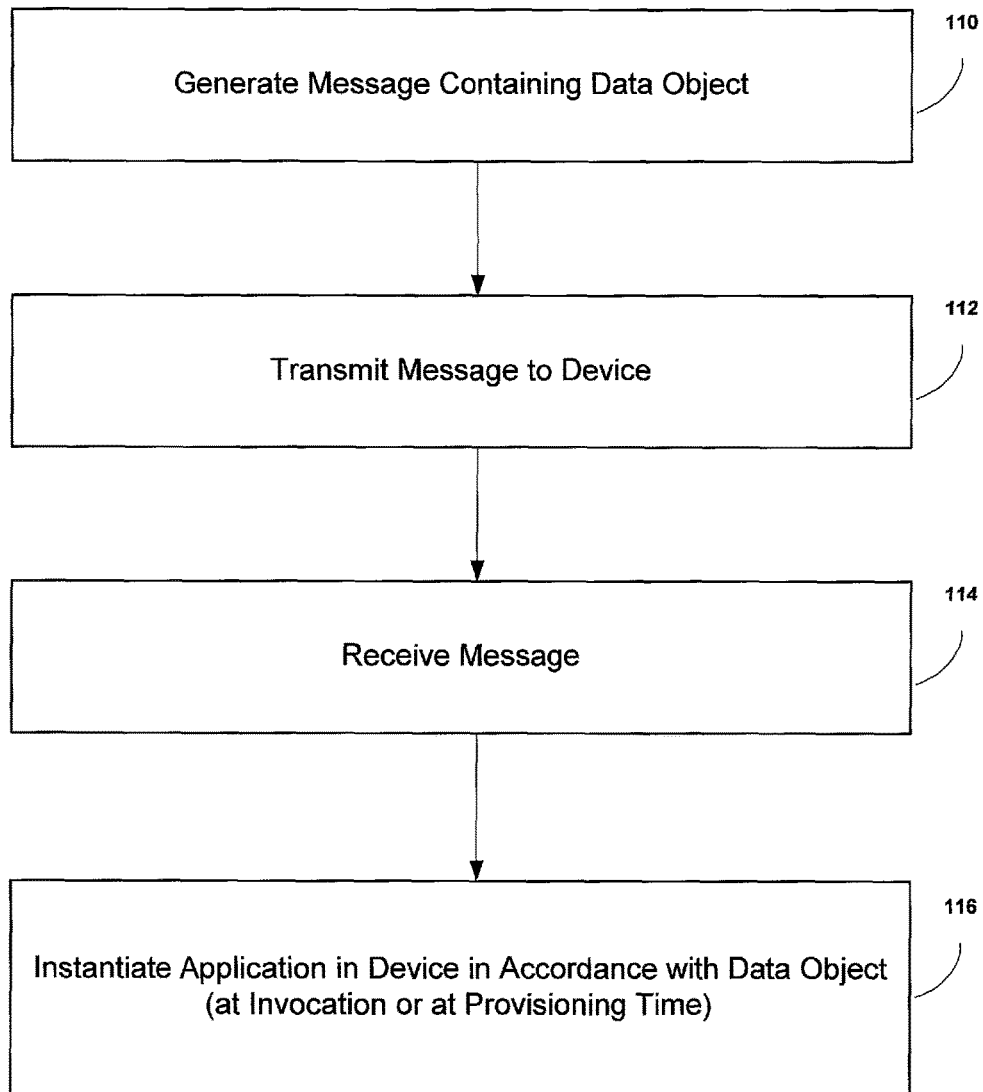 110
Generate Message Containing Data Object
112
Transmit Message to Device
114
Receive Message
116
Instantiate Application in Device in Accordance with Data Object
(at Invocation or at Provisioning Time)